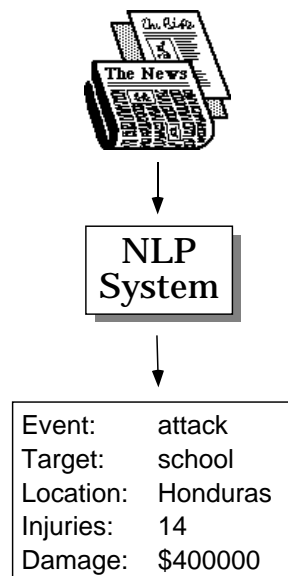 The News
NLP
System
Event: attack
Target: school
Location: Honduras
Injuries: 14
Damage: $400000